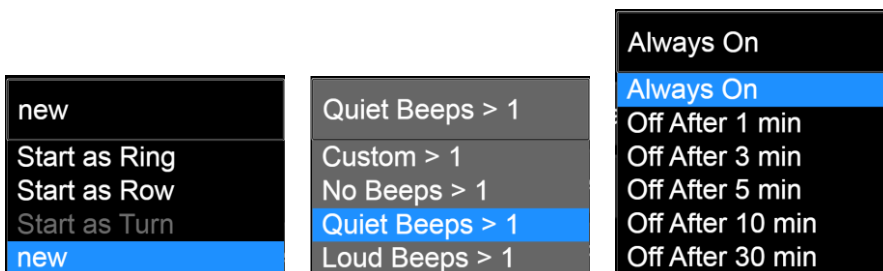 new
Start as Ring
Start as Row
Start as Turn
new
Quiet Beeps > 1
Custom > 1
No Beeps > 1
Quiet Beeps > 1
Loud Beeps > 1
Always On
Always On
Off After 1 min
Off After 3 min
Off After 5 min
Off After 10 min
Off After 30 min